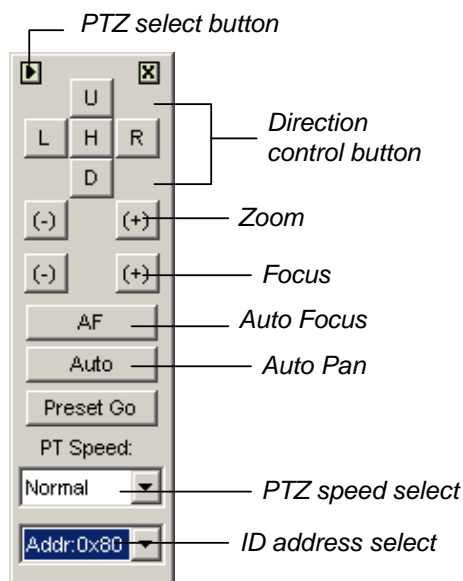 PTZ select button
X
U
L H R
Direction
control button
D
(-) (+) Zoom
(-) (+) Focus
AF Auto Focus
Auto Auto Pan
Preset Go
PT Speed:
Normal PTZ speed select
Addr:0x80 ID address select